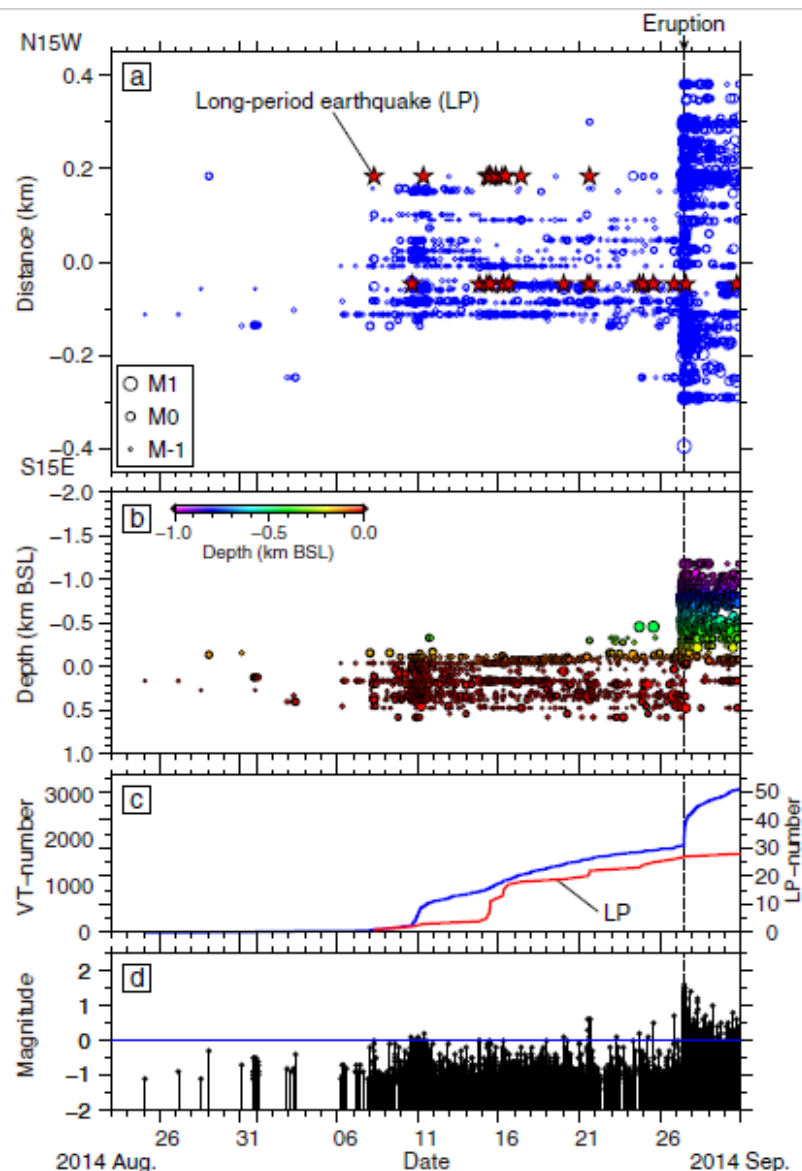 N15W
Eruption
0.4
a
Long-period earthquake (LP)
0.2
Distance (km)
0.0
−0.2
M1
M0
M-1
−0.4
S15E
−2.0
b
−1.5
−1.0 −0.5 0.0
Depth (km BSL)
−1.0
Depth (km BSL)
−0.5
0.0
0.5
1.0
3000
c
50
VT−number
40
2000
30
LP−number
1000
20
10
LP
0
0
2
d
1
Magnitude
0
−1
−2
26 31 06 11 16 21 26
2014 Aug. Date 2014 Sep.